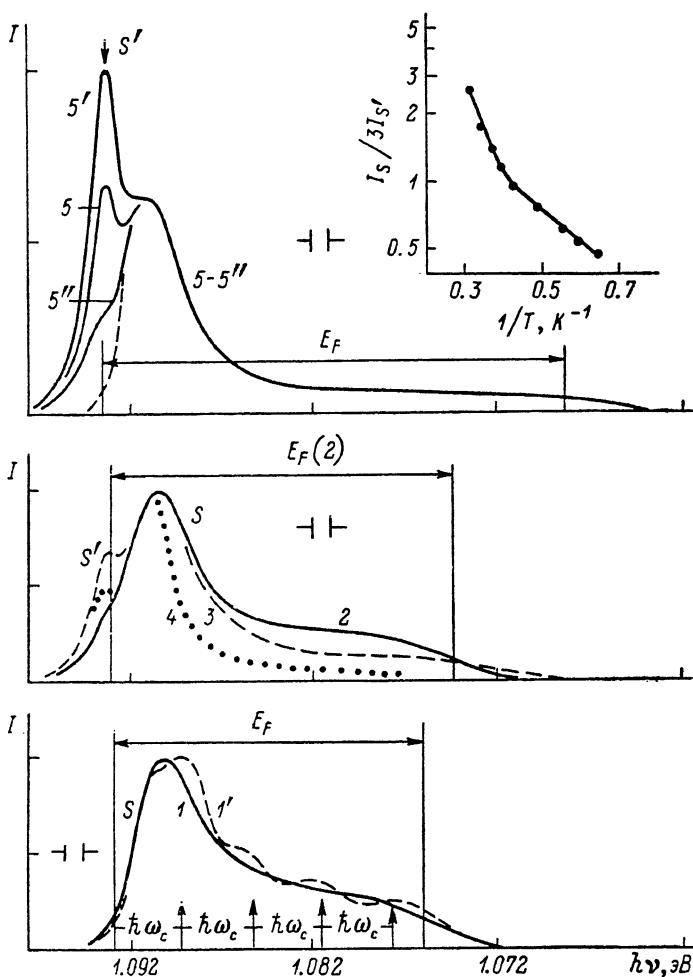 I
S′
5′
5
5″
5-5″
E_F
I_S/3I_S′
5
3
2
1
0.5
0.3 0.5 0.7
1/T, K⁻¹
I
E_F(2)
S′
S
4 3 2
I
E_F
S 1 1′
ħω_c ħω_c ħω_c ħω_c
1.092 1.082 1.072 hν, эВ